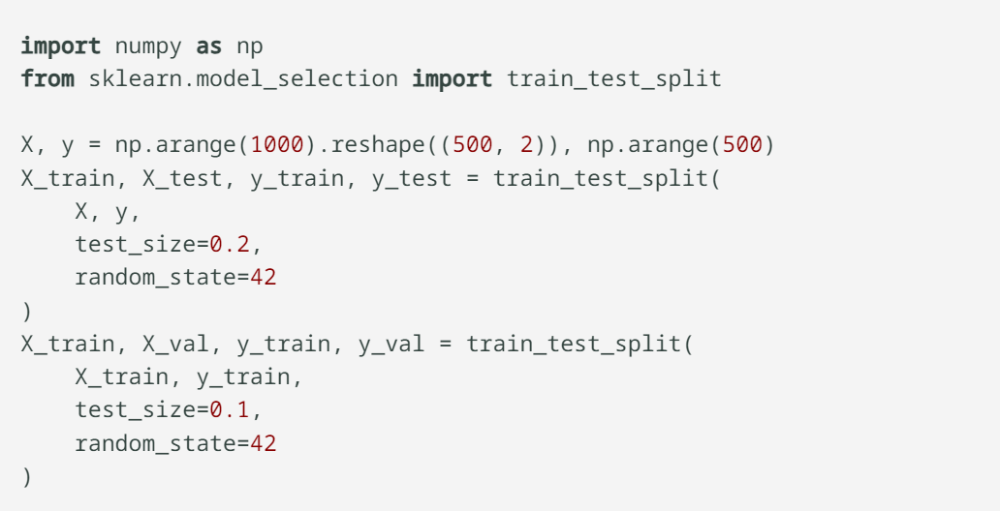 import numpy as np
from sklearn.model_selection import train_test_split

X, y = np.arange(1000).reshape((500, 2)), np.arange(500)
X_train, X_test, y_train, y_test = train_test_split(
    X, y,
    test_size=0.2,
    random_state=42
)
X_train, X_val, y_train, y_val = train_test_split(
    X_train, y_train,
    test_size=0.1,
    random_state=42
)